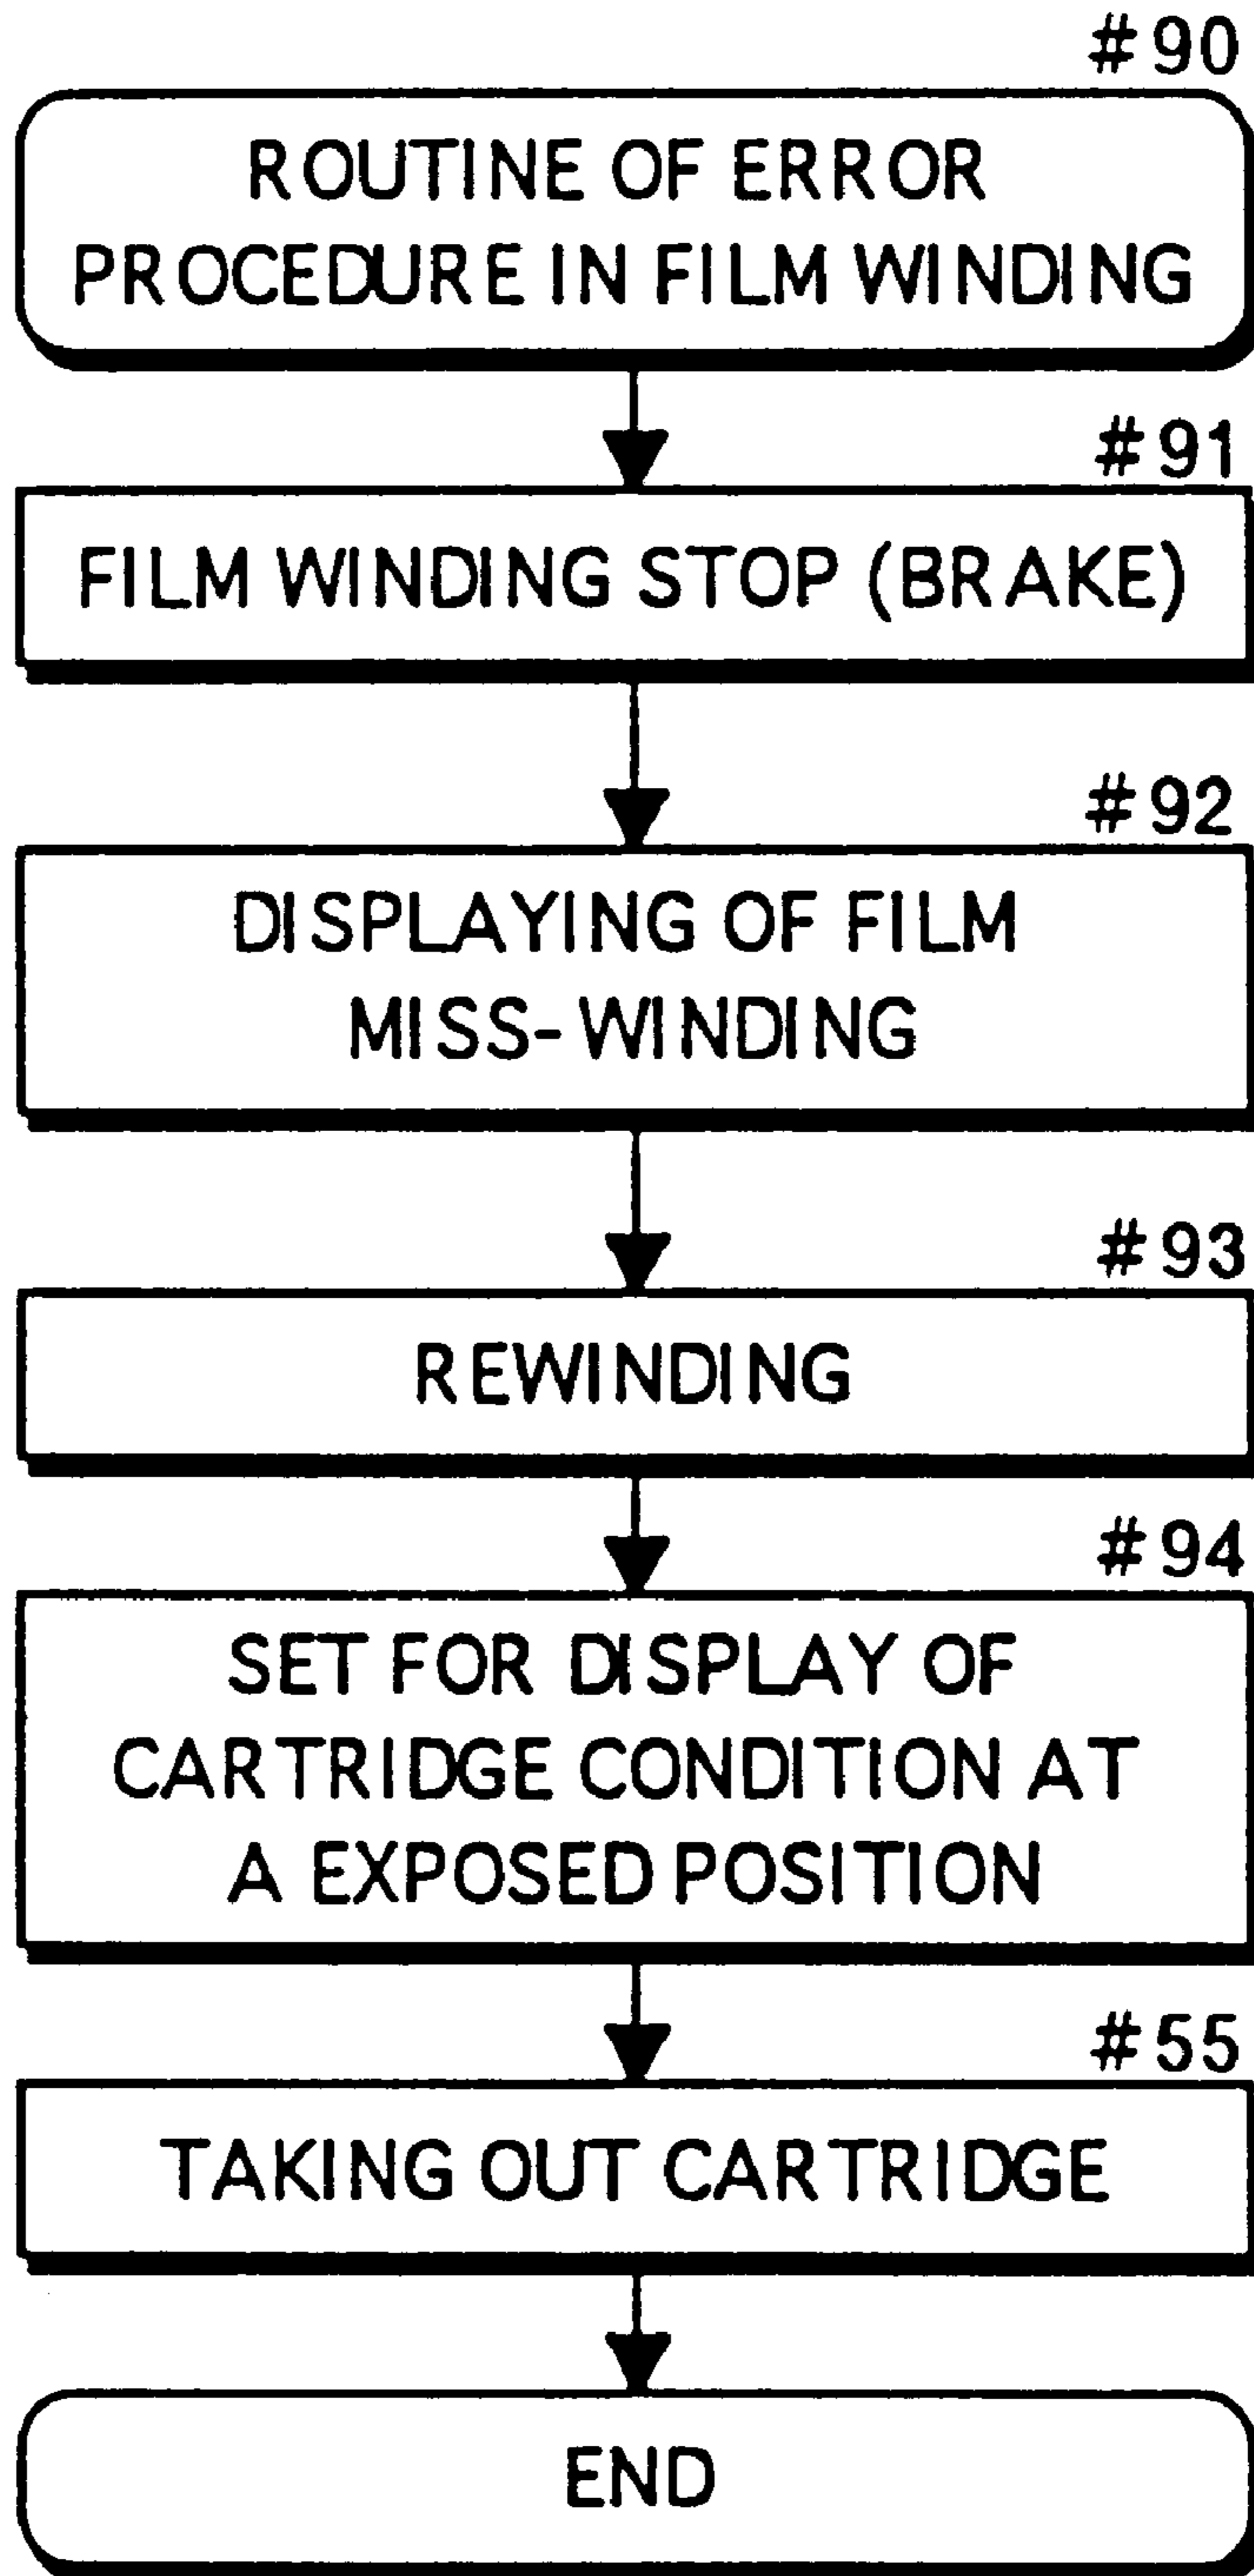 #90
ROUTINE OF ERROR
PROCEDURE IN FILM WINDING
#91
FILM WINDING STOP (BRAKE)
#92
DISPLAYING OF FILM
MISS-WINDING
#93
REWINDING
#94
SET FOR DISPLAY OF
CARTRIDGE CONDITION AT
A EXPOSED POSITION
#55
TAKING OUT CARTRIDGE
END